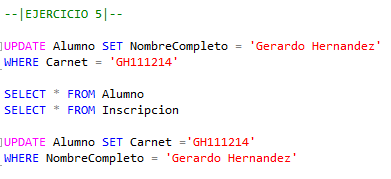 --|EJERCICIO 5|--
UPDATE Alumno SET NombreCompleto = 'Gerardo Hernandez'
WHERE Carnet = 'GH111214'
SELECT * FROM Alumno
SELECT * FROM Inscripcion
UPDATE Alumno SET Carnet ='GH111214'
WHERE NombreCompleto = 'Gerardo Hernandez'